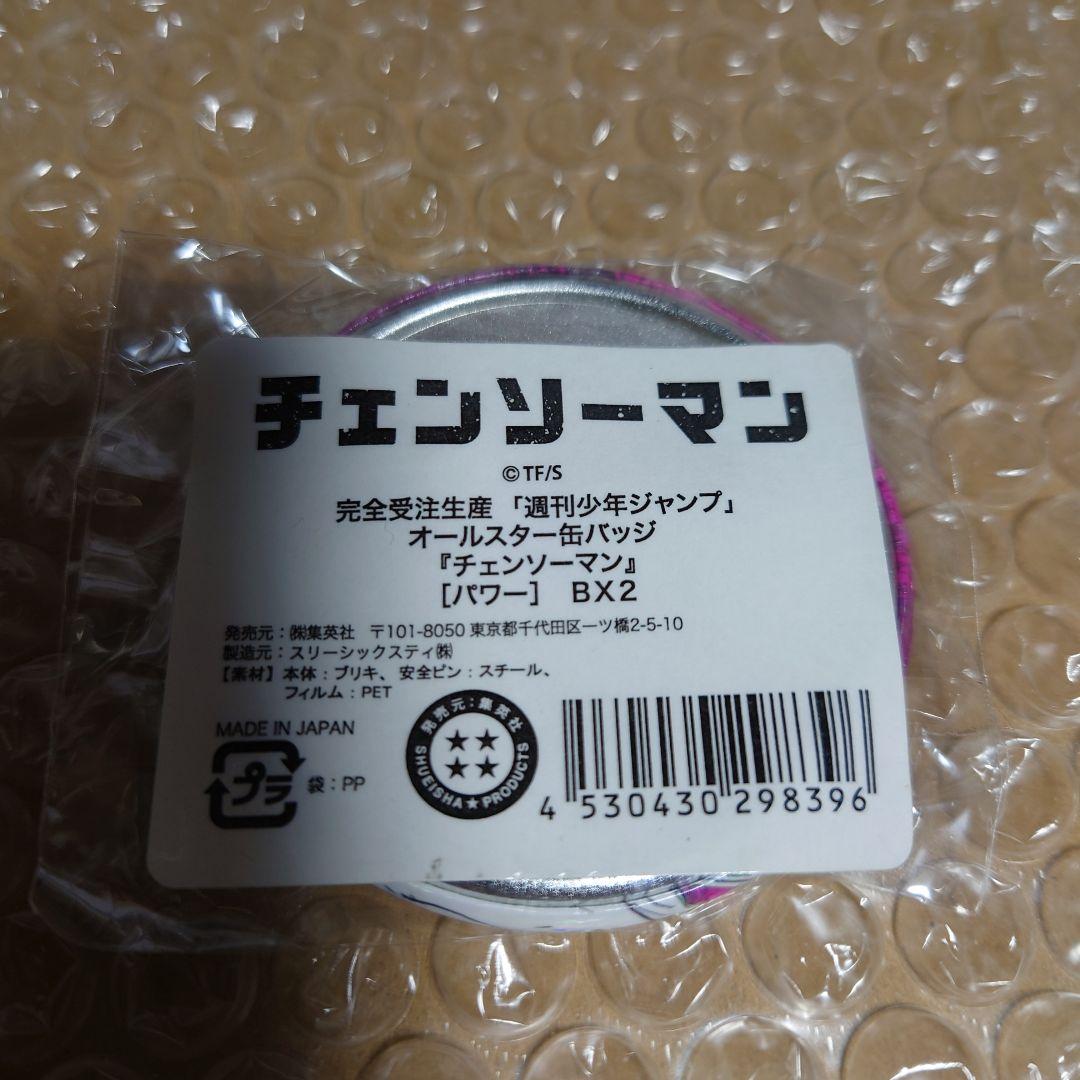 チェンソーマン
©TF/S
完全受注生産 「週刊少年ジャンプ」
オールスター缶バッジ
『チェンソーマン』
[パワー] BX2
発売元:㈱集英社 〒101-8050 東京都千代田区一ツ橋2-5-10
製造元:スリーシックスティ㈱
【素材】本体:ブリキ、安全ピン:スチール、
フィルム:PET
MADE IN JAPAN
プラ
袋:PP
発売元:集英社
SHUEISHA★PRODUCTS
4 530430 298396